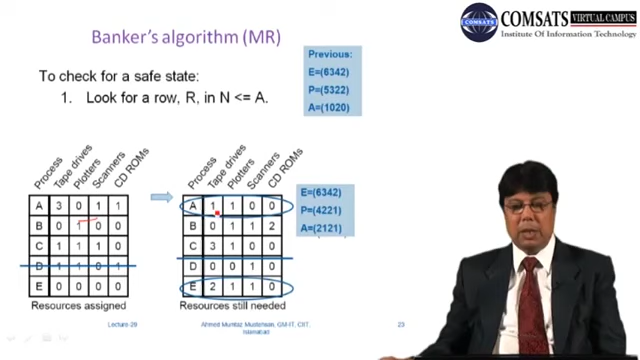 COMSATS VIRTUAL CAMPUS
Institute Of Information Technology
Banker's algorithm (MR)
To check for a safe state:
1. Look for a row, R, in N <= A.
Previous:
E=(6342)
P=(5322)
A=(1020)
Process Tape drives Plotters Scanners CD ROMs
A 3 0 1 1
B 0 1 0 0
C 1 1 1 0
D 1 1 0 1
E 0 0 0 0
Resources assigned
Process Tape drives Plotters Scanners CD ROMs
A 1 1 0 0
B 0 1 1 2
C 3 1 0 0
D 0 0 1 0
E 2 1 1 0
Resources still needed
E=(6342)
P=(4221)
A=(2121)
Lecture-29
Ahmed Mumtaz Mustehsan, GM-IT, CIIT,
Islamabad
23